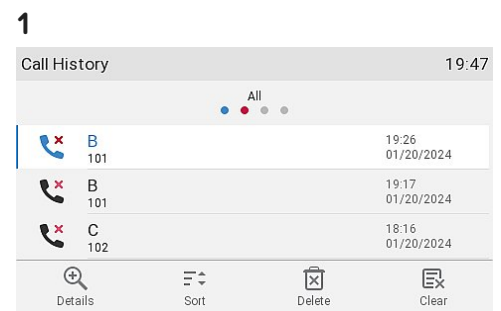 1
Call History 19:47
All
B 19:26
101 01/20/2024
B 19:17
101 01/20/2024
C 18:16
102 01/20/2024
Details Sort Delete Clear